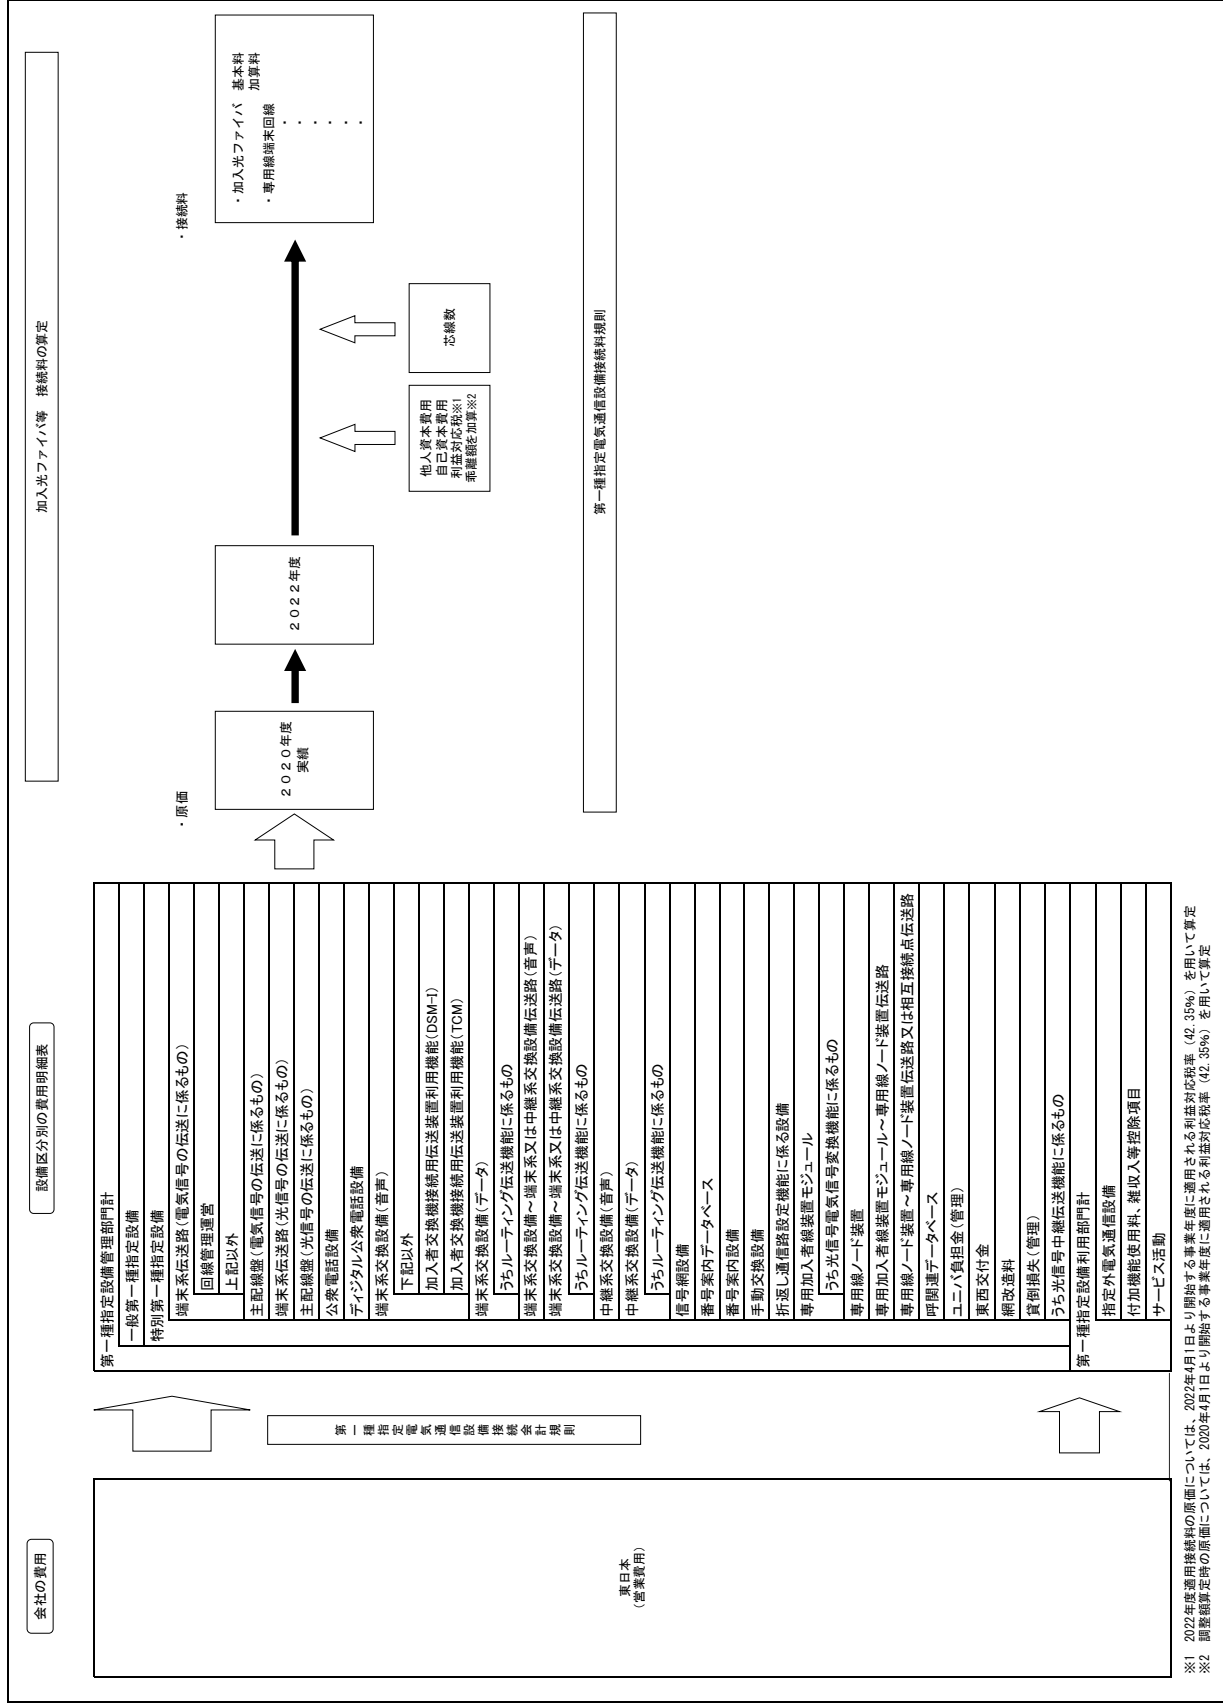 会社の費用
設備区分別の費用明細表
加入光ファイバ等　接続料の算定
東日本
(営業費用)
第一種指定電気通信設備接続会計規則
第一種指定設備管理部門計
一般第一種指定設備
特別第一種指定設備
端末系伝送路(電気信号の伝送に係るもの)
回線管理運営
上記以外
主配線盤(電気信号の伝送に係るもの)
端末系伝送路(光信号の伝送に係るもの)
主配線盤(光信号の伝送に係るもの)
公衆電話設備
ディジタル公衆電話設備
端末系交換設備(音声)
下記以外
加入者交換機接続用伝送装置利用機能(DSM-I)
加入者交換機接続用伝送装置利用機能(TCM)
端末系交換設備(データ)
うちルーティング伝送機能に係るもの
端末系交換設備～端末系又は中継系交換設備伝送路(音声)
端末系交換設備～端末系又は中継系交換設備伝送路(データ)
うちルーティング伝送機能に係るもの
中継系交換設備(音声)
中継系交換設備(データ)
うちルーティング伝送機能に係るもの
信号網設備
番号案内データベース
番号案内設備
手動交換設備
折返し通信路設定機能に係る設備
専用加入者線装置モジュール
うち光信号電気信号変換機能に係るもの
専用線ノード装置
専用加入者線装置モジュール～専用線ノード装置伝送路
専用線ノード装置～専用線ノード装置伝送路又は相互接続点伝送路
呼関連データベース
ユニバ負担金(管理)
東西交付金
網改造料
貸倒損失(管理)
うち光信号中継伝送機能に係るもの
第一種指定設備利用部門計
指定外電気通信設備
付加機能使用料、雑収入等控除項目
サービス活動
・原価
２０２０年度
実績
２０２２年度
他人資本費用
自己資本費用
利益対応税※1
乖離額を加算※2
芯線数
・接続料
・加入光ファイバ　基本料
加算料
・専用線端末回線
・
・
・
・
・
・
第一種指定電気通信設備接続料規則
※1　2022年度適用接続料の原価については、2022年4月1日より開始する事業年度に適用される利益対応税率（42.35%）を用いて算定
※2　調整額算定時の原価については、2020年4月1日より開始する事業年度に適用される利益対応税率（42.35%）を用いて算定